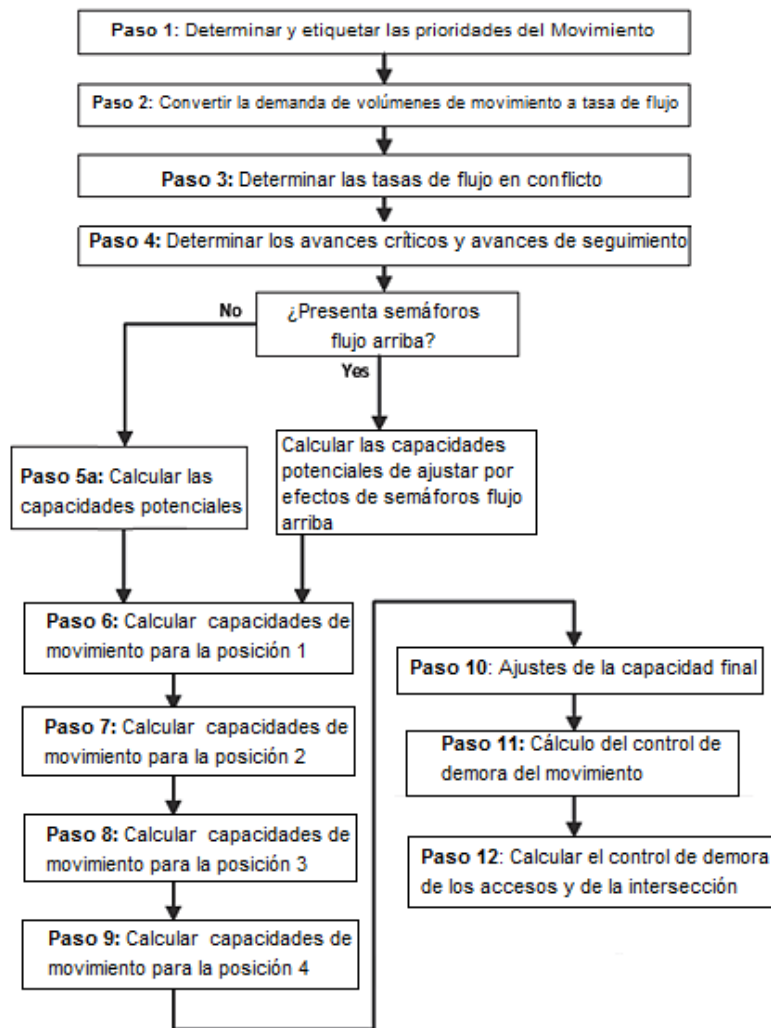 Paso 1: Determinar y etiquetar las prioridades del Movimiento
Paso 2: Convertir la demanda de volúmenes de movimiento a tasa de flujo
Paso 3: Determinar las tasas de flujo en conflicto
Paso 4: Determinar los avances críticos y avances de seguimiento
¿Presenta semáforos
flujo arriba?
No
Yes
Paso 5a: Calcular las
capacidades potenciales
Calcular las capacidades
potenciales de ajustar por
efectos de semáforos flujo
arriba
Paso 6: Calcular capacidades de
movimiento para la posición 1
Paso 7: Calcular capacidades de
movimiento para la posición 2
Paso 8: Calcular capacidades de
movimiento para la posición 3
Paso 9: Calcular capacidades de
movimiento para la posición 4
Paso 10: Ajustes de la capacidad final
Paso 11: Cálculo del control de
demora del movimiento
Paso 12: Calcular el control de demora
de los accesos y de la intersección